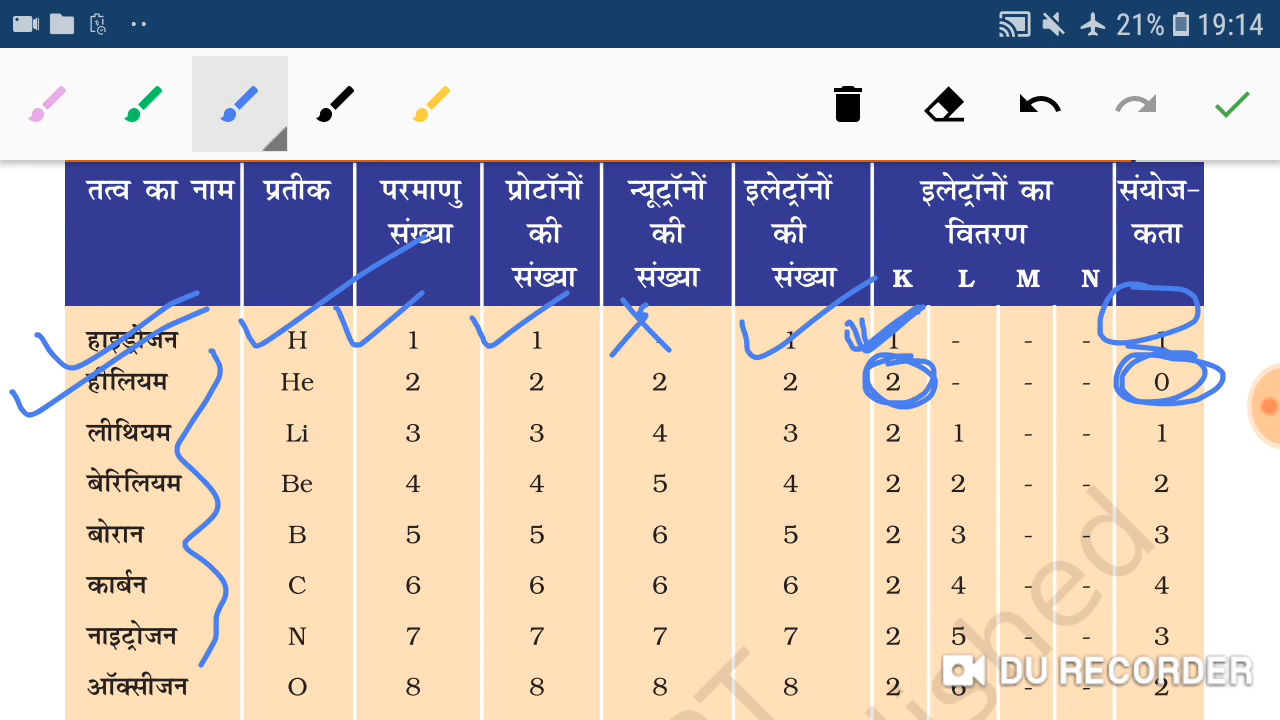 21% 19:14
तत्व का नाम प्रतीक परमाणु संख्या प्रोटॉनों की संख्या न्यूट्रॉनों की संख्या इलेट्रॉनों की संख्या इलेट्रॉनों का वितरण K L M N संयोज-कता
हाइड्रोजन H 1 1 - 1 1 - - - 1
हीलियम He 2 2 2 2 2 - - - 0
लीथियम Li 3 3 4 3 2 1 - - 1
बेरिलियम Be 4 4 5 4 2 2 - - 2
बोरान B 5 5 6 5 2 3 - - 3
कार्बन C 6 6 6 6 2 4 - - 4
नाइट्रोजन N 7 7 7 7 2 5 - - 3
ऑक्सीजन O 8 8 8 8 2 6 - - 2
DU RECORDER